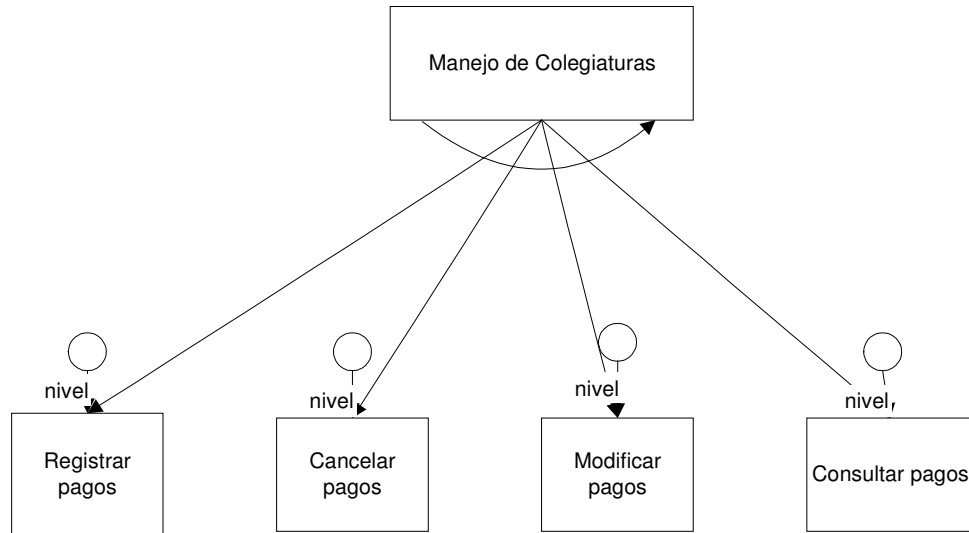 Manejo de Colegiaturas
nivel
nivel
nivel
nivel
Registrar
pagos
Cancelar
pagos
Modificar
pagos
Consultar pagos